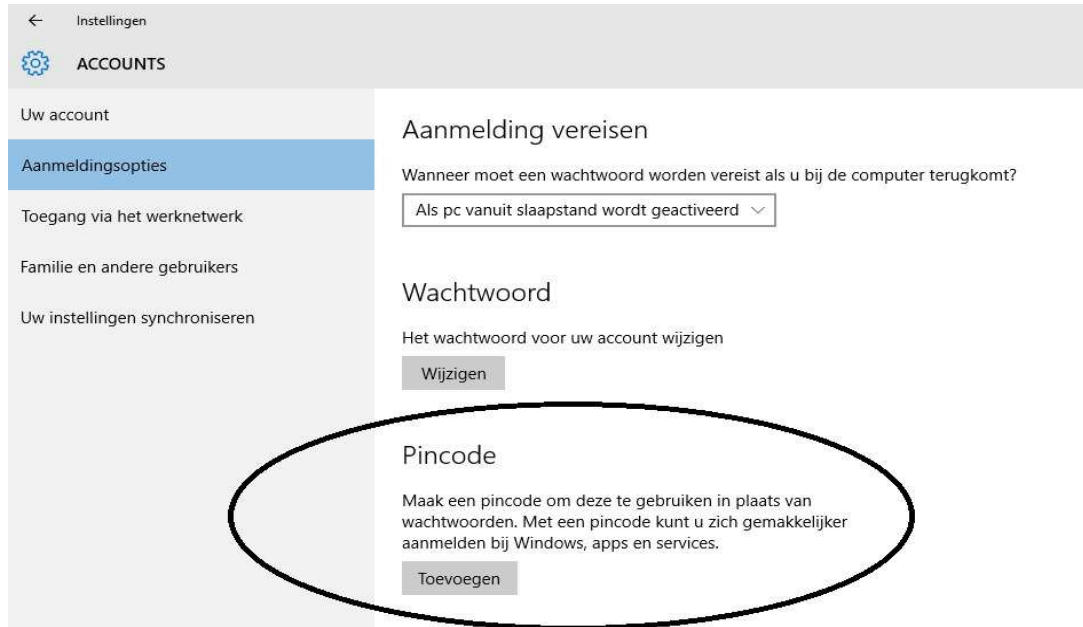 Instellingen
ACCOUNTS
Uw account
Aanmeldingsopties
Toegang via het werknetwerk
Familie en andere gebruikers
Uw instellingen synchroniseren
Aanmelding vereisen
Wanneer moet een wachtwoord worden vereist als u bij de computer terugkomt?
Als pc vanuit slaapstand wordt geactiveerd
Wachtwoord
Het wachtwoord voor uw account wijzigen
Wijzigen
Pincode
Maak een pincode om deze te gebruiken in plaats van
wachtwoorden. Met een pincode kunt u zich gemakkelijker
aanmelden bij Windows, apps en services.
Toevoegen